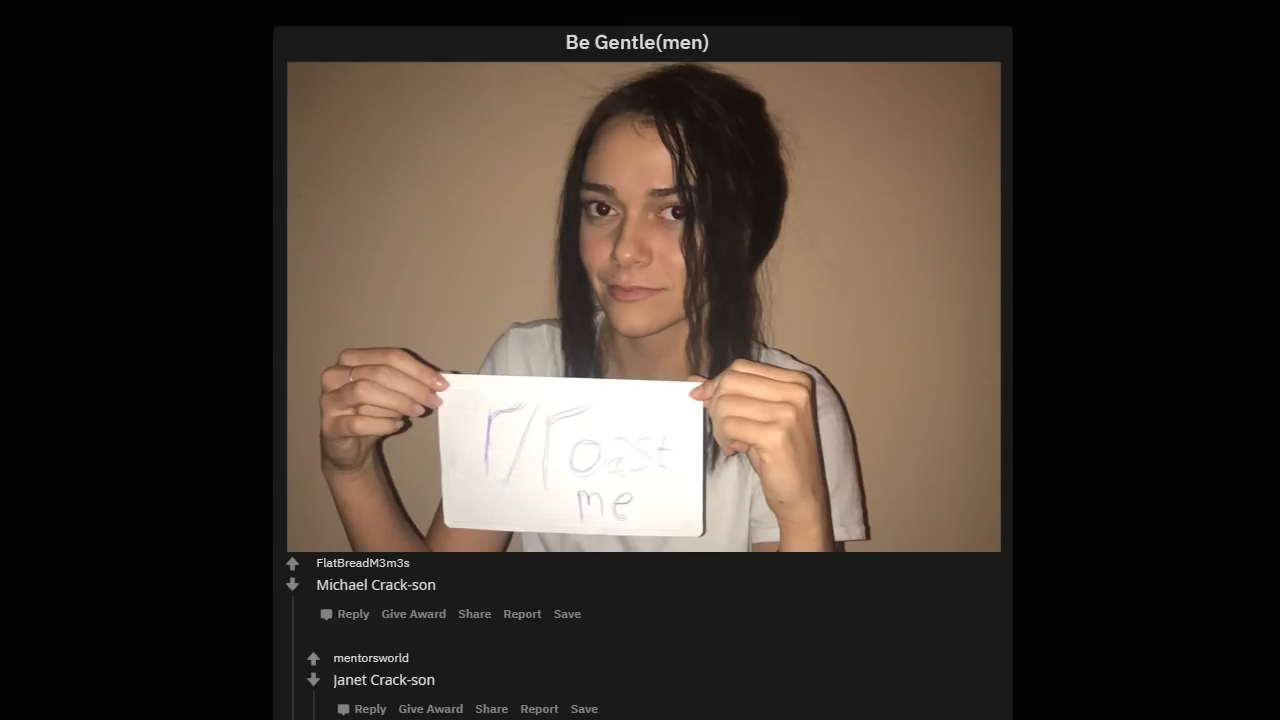 Be Gentle(men)
r/roast
me
FlatBreadM3m3s
Michael Crack-son
Reply Give Award Share Report Save
mentorsworld
Janet Crack-son
Reply Give Award Share Report Save